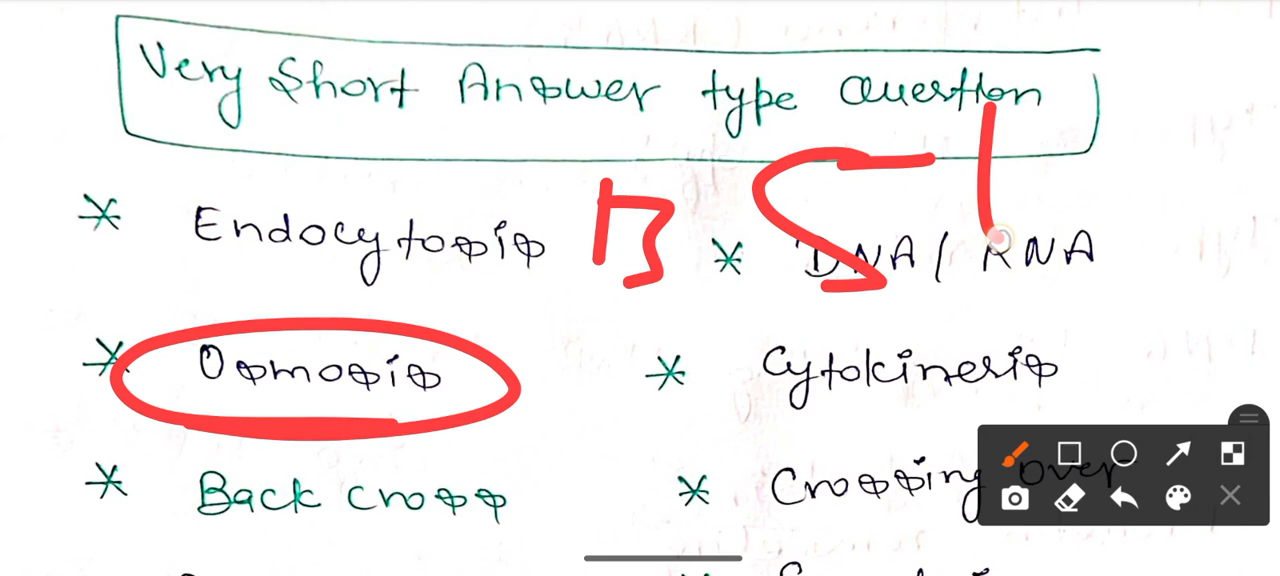 Very Short Answer type Question
* Endocytosis
* DNA / RNA
* Osmosis
* Cytokinesis
* Back cross
* Crossing over